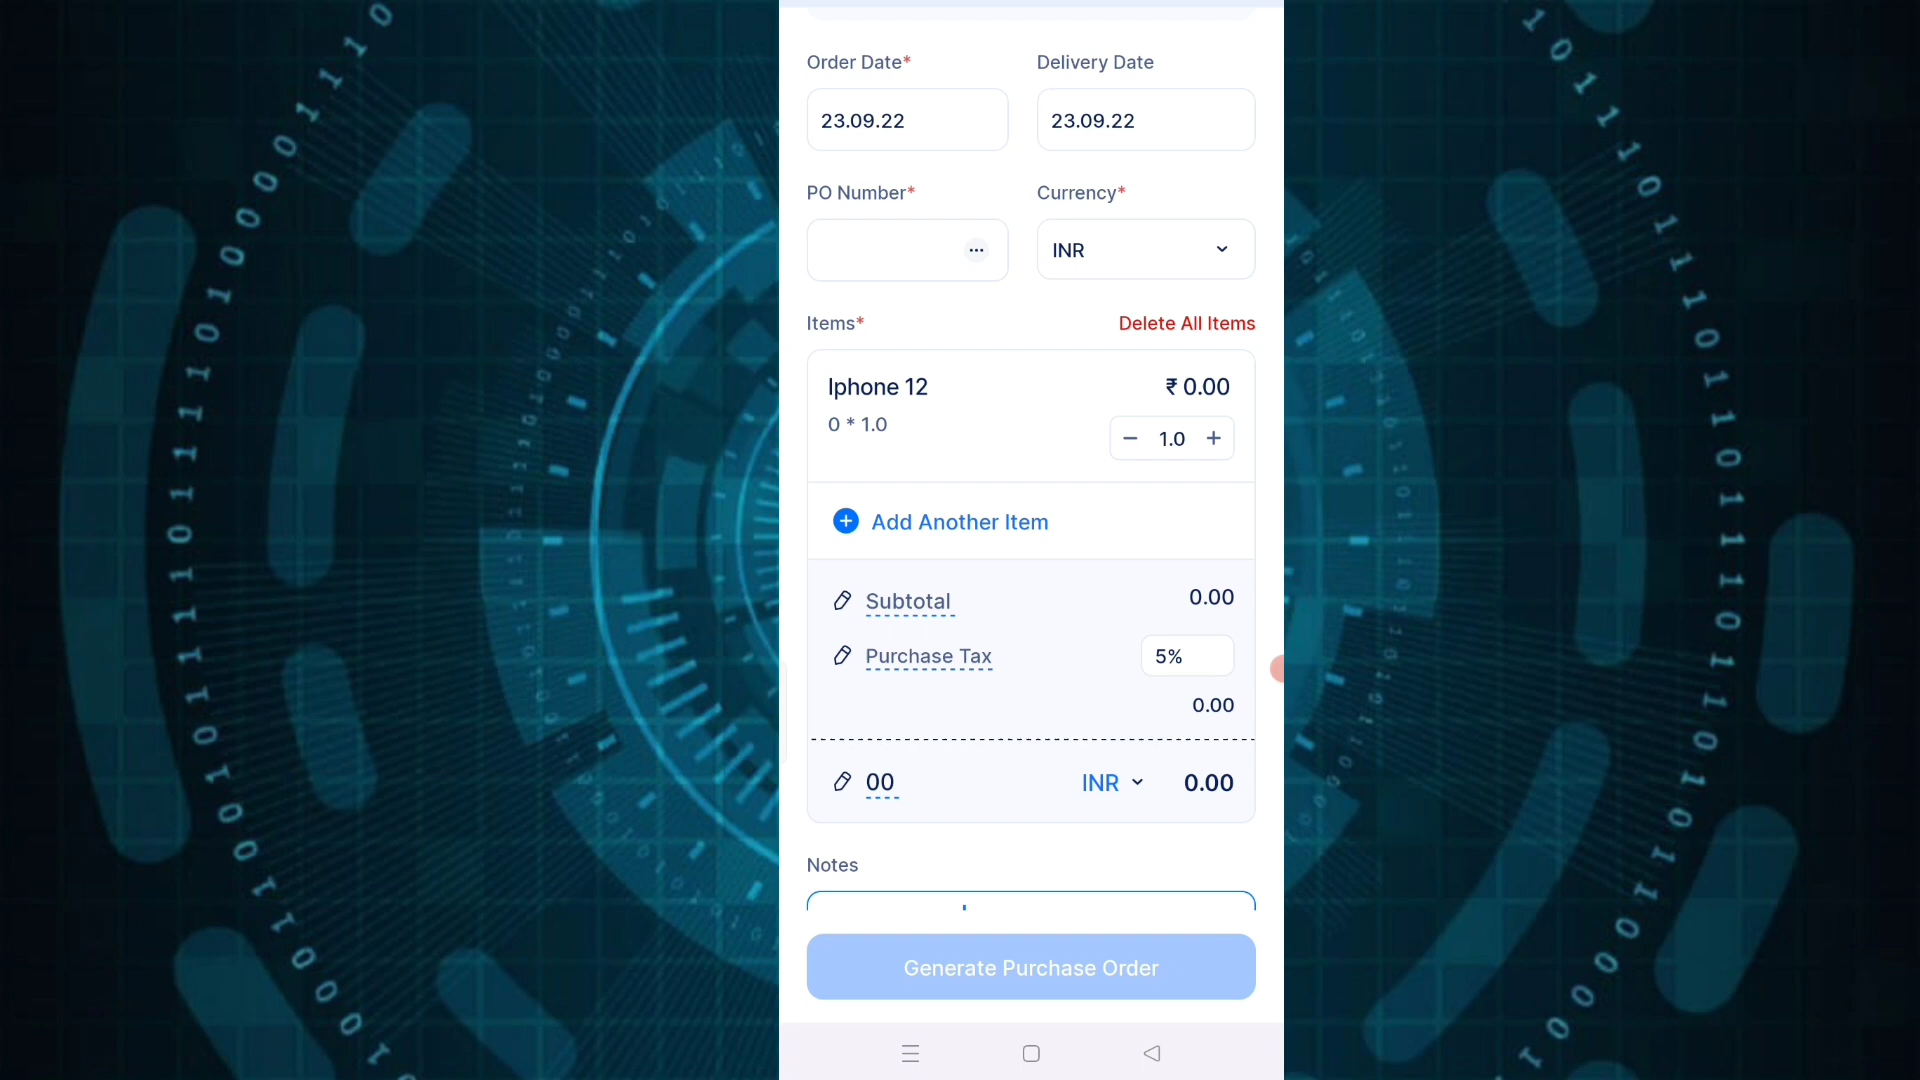 Order Date* Delivery Date
23.09.22 23.09.22
PO Number* Currency*
... INR
Items* Delete All Items
Iphone 12 ₹ 0.00
0 * 1.0
− 1.0 +
Add Another Item
Subtotal 0.00
Purchase Tax 5%
0.00
00 INR 0.00
Notes
Generate Purchase Order